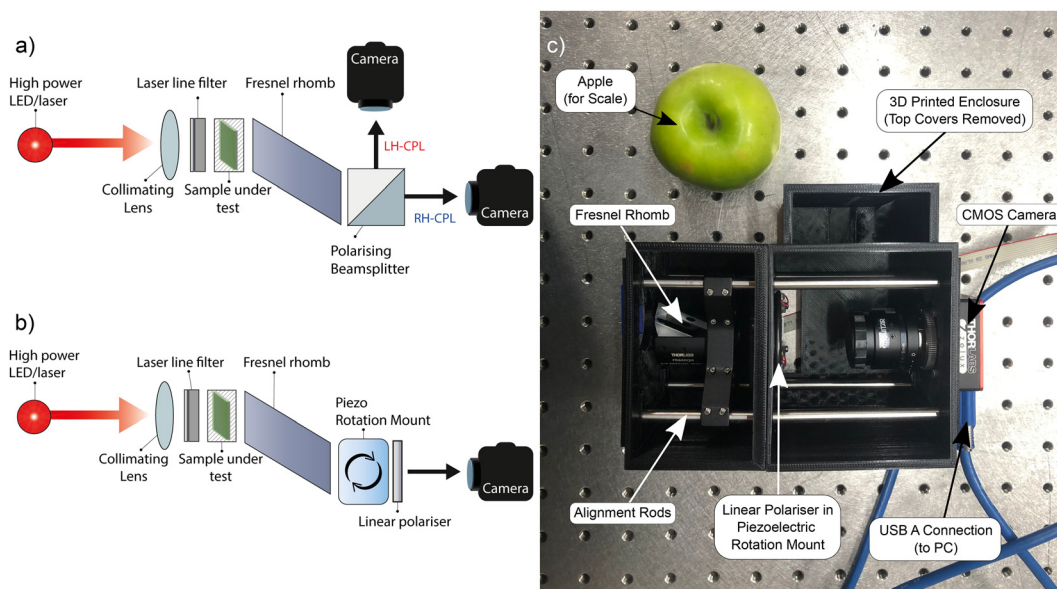 a)
High power
LED/laser
Laser line filter
Fresnel rhomb
Camera
LH-CPL
RH-CPL
Camera
Collimating
Lens
Sample under
test
Polarising
Beamsplitter
b)
High power
LED/laser
Laser line filter
Fresnel rhomb
Piezo
Rotation Mount
Camera
Collimating
Lens
Sample under
test
Linear polariser
c)
Apple
(for Scale)
3D Printed Enclosure
(Top Covers Removed)
Fresnel Rhomb
CMOS Camera
THORLABS
THORLABS
ZELUX
Alignment Rods
Linear Polariser in
Piezoelectric
Rotation Mount
USB A Connection
(to PC)